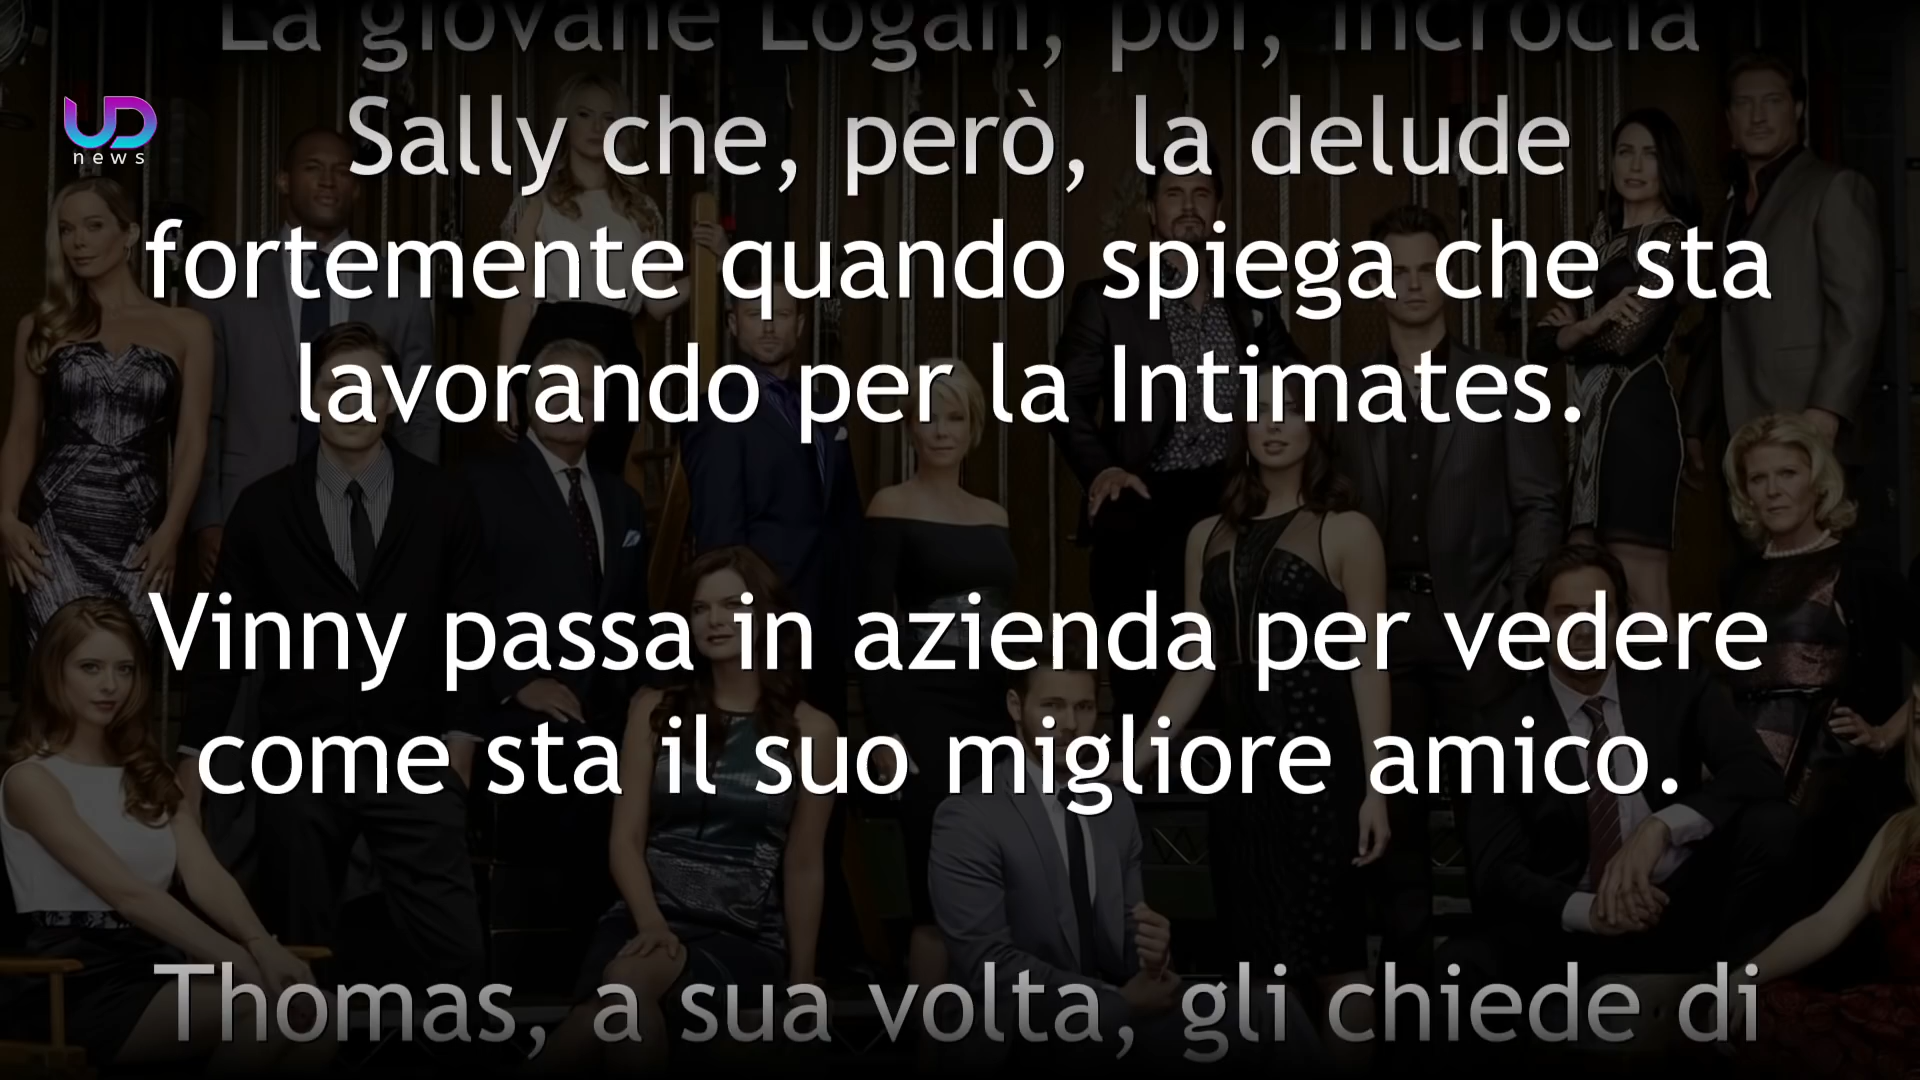 La giovane Logan, poi, incrocia
UD
news
Sally che, però, la delude
fortemente quando spiega che sta
lavorando per la Intimates.
Vinny passa in azienda per vedere
come sta il suo migliore amico.
Thomas, a sua volta, gli chiede di